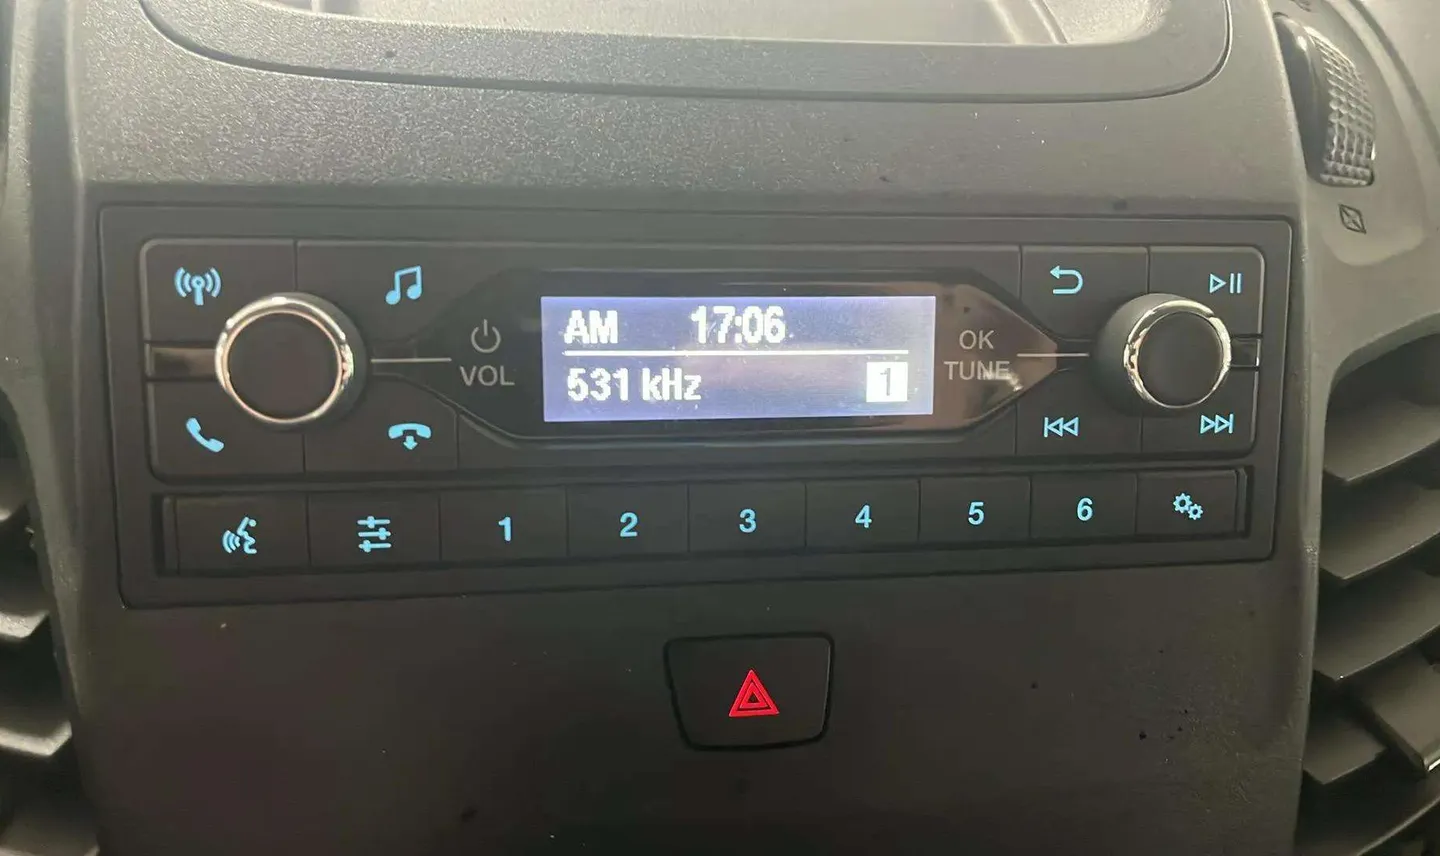 AM 17:06
531 kHz 1
VOL
OK
TUNE
1 2 3 4 5 6